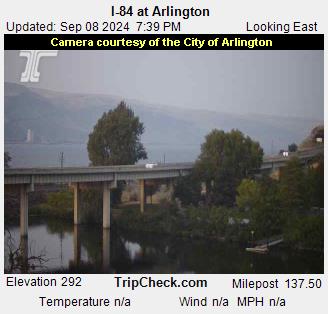 I-84 at Arlington
Updated: Sep 08 2024 7:39 PM Looking East
Camera courtesy of the City of Arlington
Elevation 292 TripCheck.com Milepost 137.50
Temperature n/a Wind n/a MPH n/a